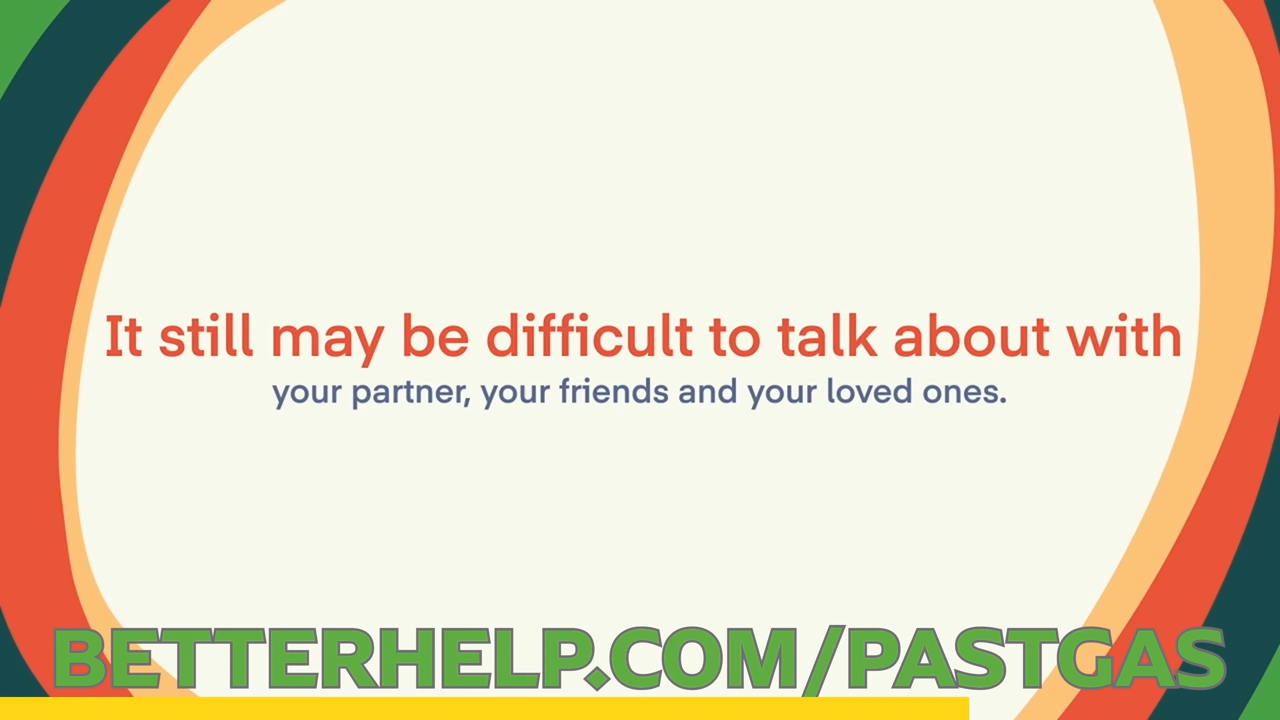 It still may be difficult to talk about with
your partner, your friends and your loved ones.
BETTERHELP.COM/PASTGAS